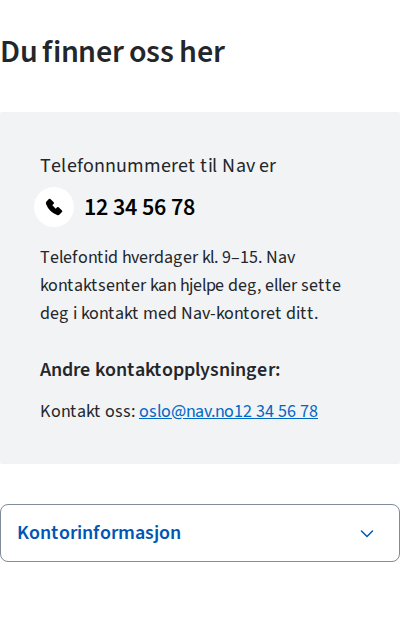 Du finner oss her
Telefonnummeret til Nav er
12 34 56 78
Telefontid hverdager kl. 9–15. Nav
kontaktsenter kan hjelpe deg, eller sette
deg i kontakt med Nav-kontoret ditt.
Andre kontaktopplysninger:
Kontakt oss: oslo@nav.no12 34 56 78
Kontorinformasjon